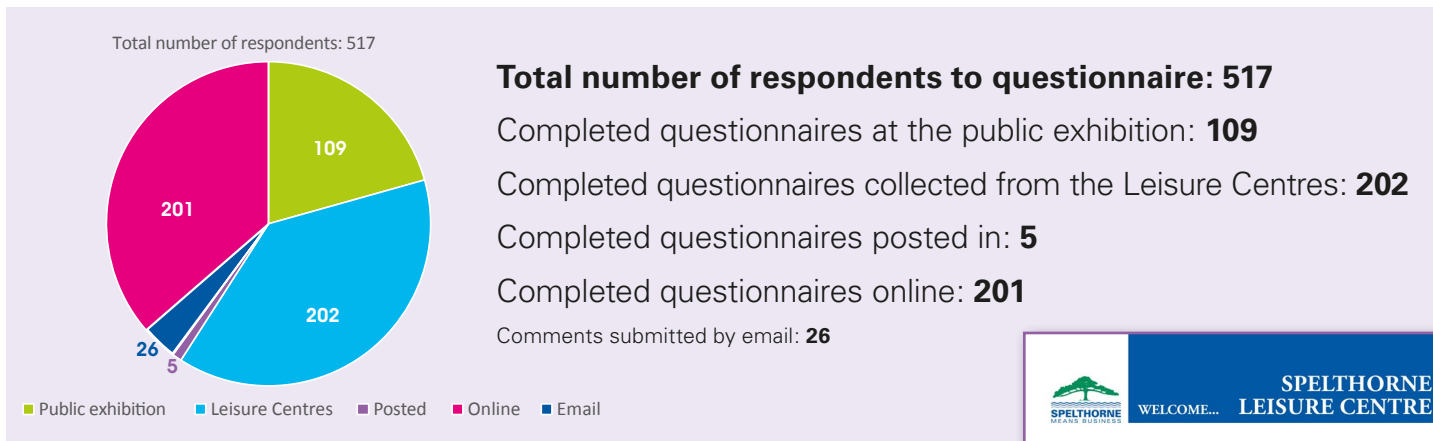 Total number of respondents: 517
109
201
202
26
5
Public exhibition Leisure Centres Posted Online Email
Total number of respondents to questionnaire: 517
Completed questionnaires at the public exhibition: 109
Completed questionnaires collected from the Leisure Centres: 202
Completed questionnaires posted in: 5
Completed questionnaires online: 201
Comments submitted by email: 26
SPELTHORNE
MEANS BUSINESS
WELCOME...
SPELTHORNE
LEISURE CENTRE